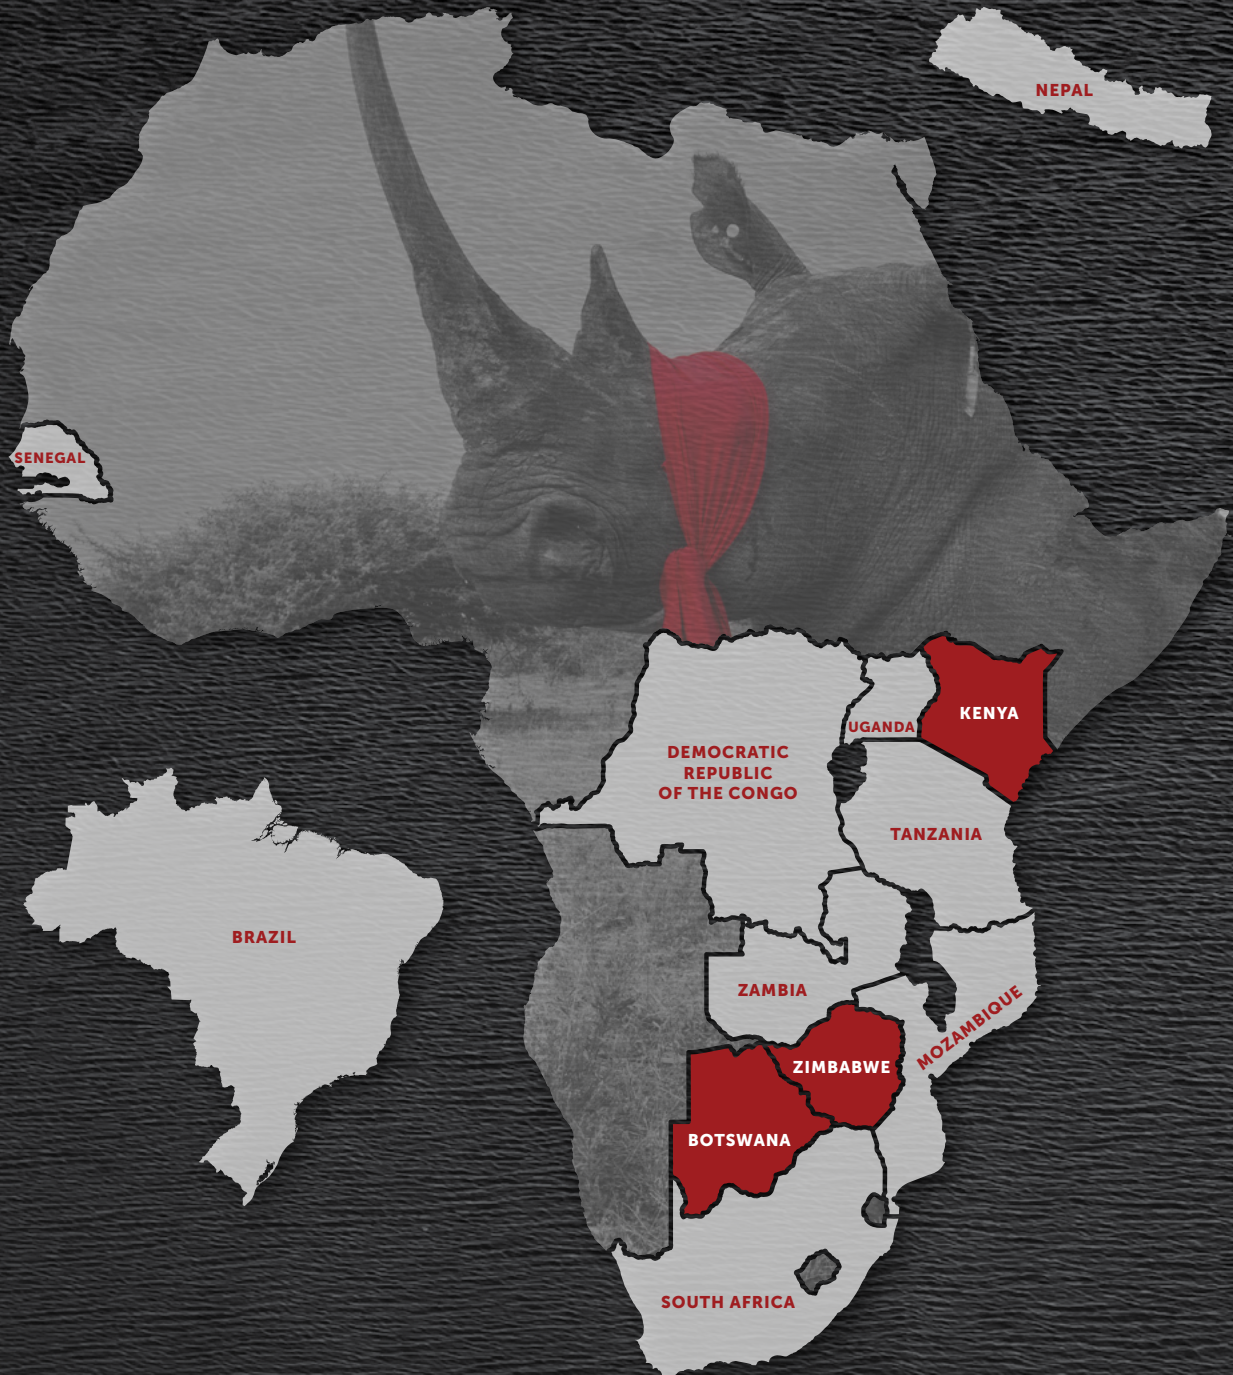 NEPAL
SENEGAL
UGANDA
KENYA
DEMOCRATIC
REPUBLIC
OF THE CONGO
TANZANIA
BRAZIL
ZAMBIA
MOZAMBIQUE
ZIMBABWE
BOTSWANA
SOUTH AFRICA